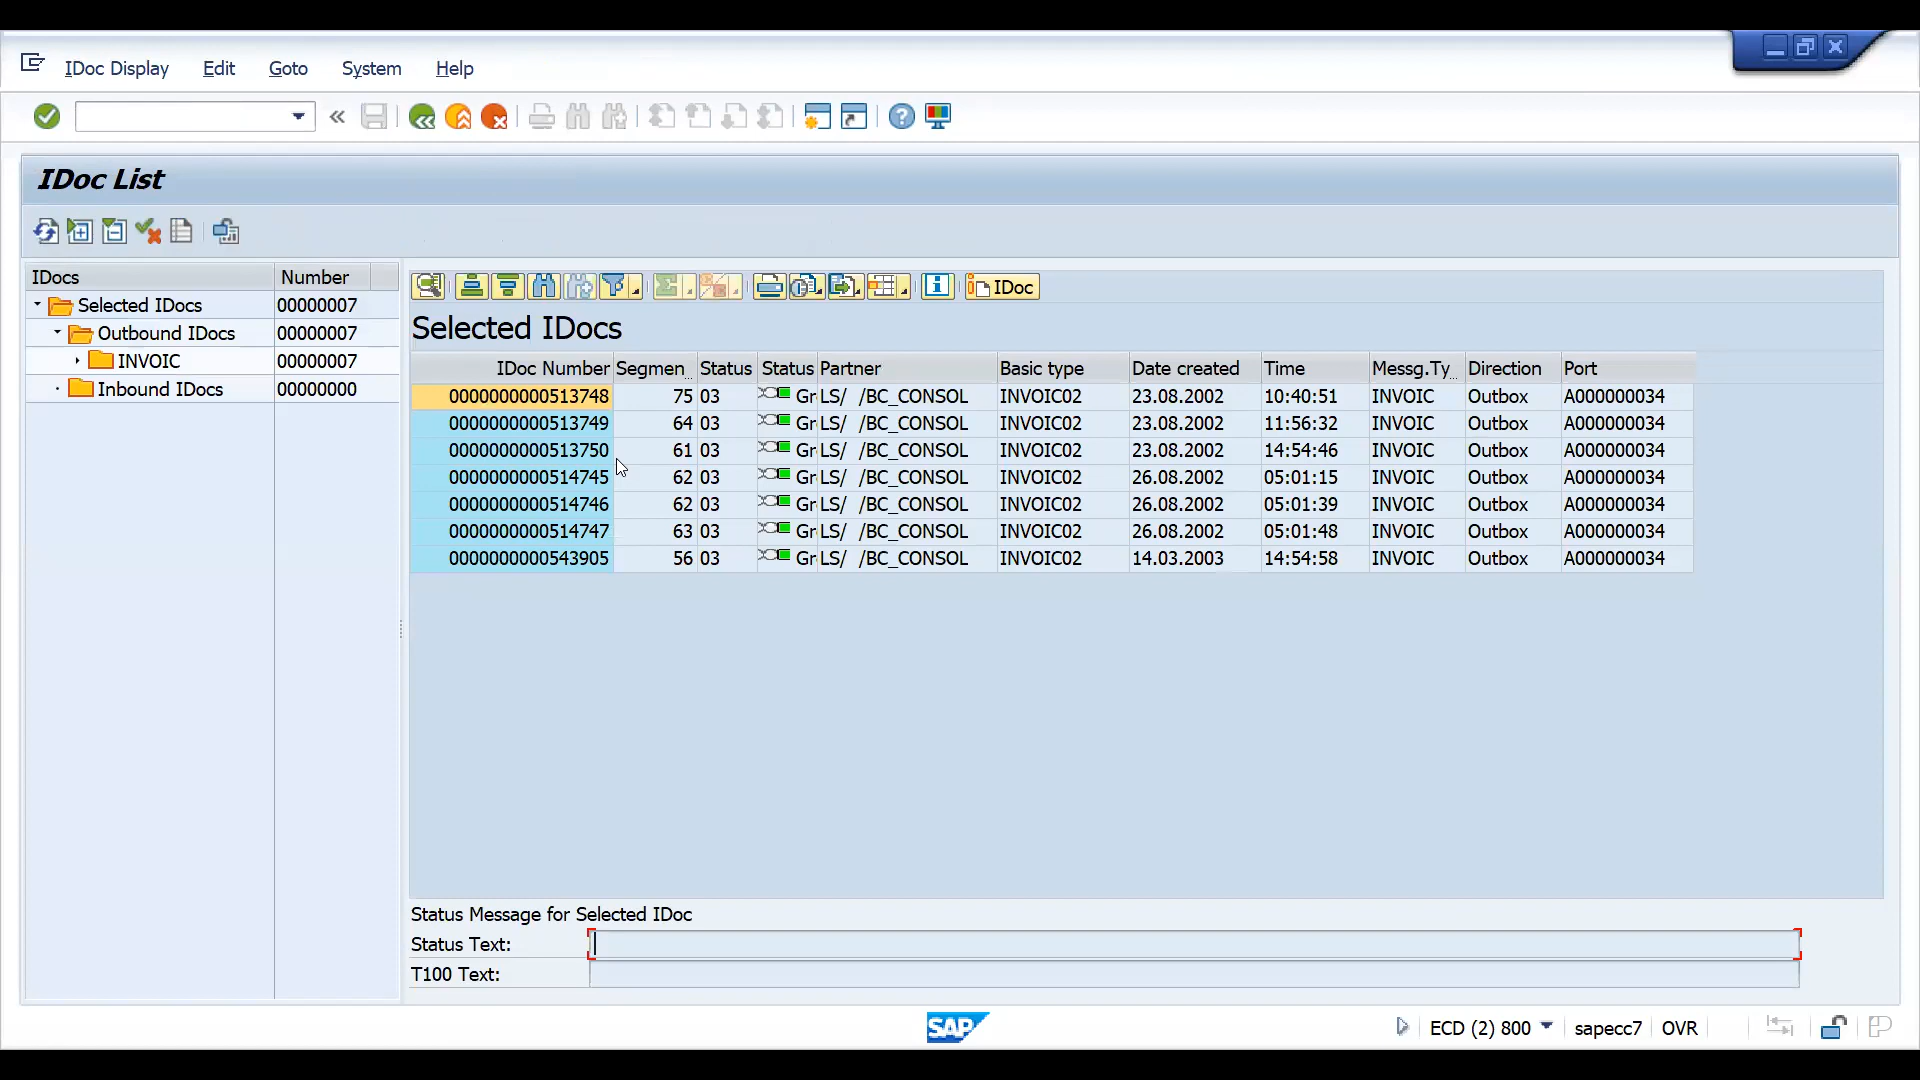 IDoc Display Edit Goto System Help
IDoc List
IDocs Number
Selected IDocs 00000007
Outbound IDocs 00000007
INVOIC 00000007
Inbound IDocs 00000000
IDoc
Selected IDocs
IDoc Number Segmen.. Status Status Partner Basic type Date created Time Messg.Ty.. Direction Port
0000000000513748 75 03 Gr LS/ /BC_CONSOL INVOIC02 23.08.2002 10:40:51 INVOIC Outbox A000000034
0000000000513749 64 03 Gr LS/ /BC_CONSOL INVOIC02 23.08.2002 11:56:32 INVOIC Outbox A000000034
0000000000513750 61 03 Gr LS/ /BC_CONSOL INVOIC02 23.08.2002 14:54:46 INVOIC Outbox A000000034
0000000000514745 62 03 Gr LS/ /BC_CONSOL INVOIC02 26.08.2002 05:01:15 INVOIC Outbox A000000034
0000000000514746 62 03 Gr LS/ /BC_CONSOL INVOIC02 26.08.2002 05:01:39 INVOIC Outbox A000000034
0000000000514747 63 03 Gr LS/ /BC_CONSOL INVOIC02 26.08.2002 05:01:48 INVOIC Outbox A000000034
0000000000543905 56 03 Gr LS/ /BC_CONSOL INVOIC02 14.03.2003 14:54:58 INVOIC Outbox A000000034
Status Message for Selected IDoc
Status Text:
T100 Text:
SAP ECD (2) 800 sapecc7 OVR